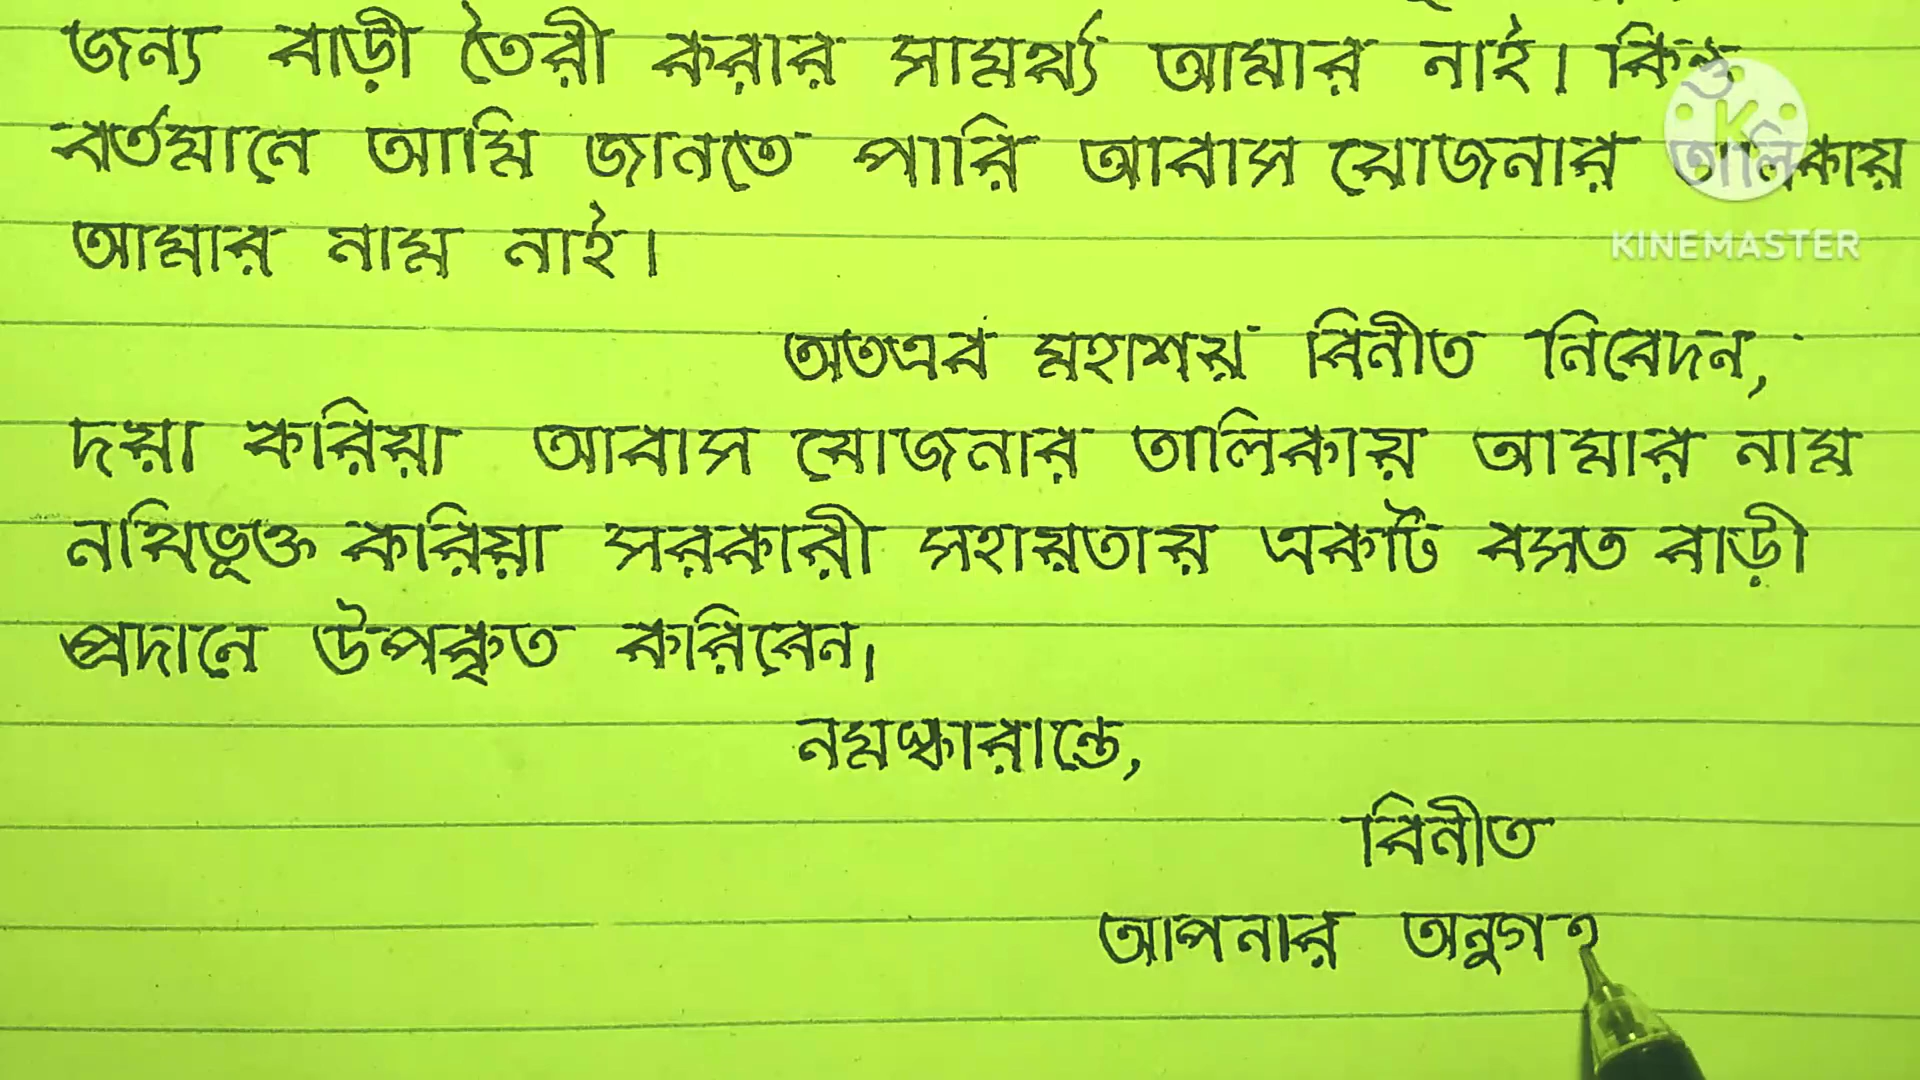 জন্য বাড়ী তৈরী করার সামর্থ্য আমার নাই। কিন্তু
বর্তমানে আমি জানতে পারি আবাস যোজনার তালিকায়
আমার নাম নাই।
KINEMASTER
অতএব মহাশয় বিনীত নিবেদন,
দয়া করিয়া আবাস যোজনার তালিকায় আমার নাম
নথিভূক্ত করিয়া সরকারী সহায়তায় একটি বসত বাড়ী
প্রদানে উপকৃত করিবেন।
নমস্কারান্তে,
বিনীত
আপনার অনুগ